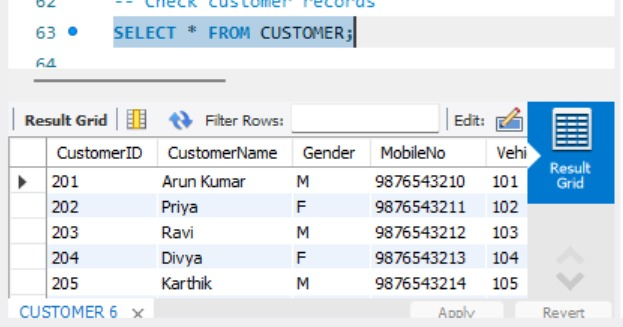 62 -- Check customer records
63 SELECT * FROM CUSTOMER;
64
Result Grid Filter Rows: Edit:
CustomerID CustomerName Gender MobileNo Vehi
201 Arun Kumar M 9876543210 101
202 Priya F 9876543211 102
203 Ravi M 9876543212 103
204 Divya F 9876543213 104
205 Karthik M 9876543214 105
Result
Grid
CUSTOMER 6 Apply Revert